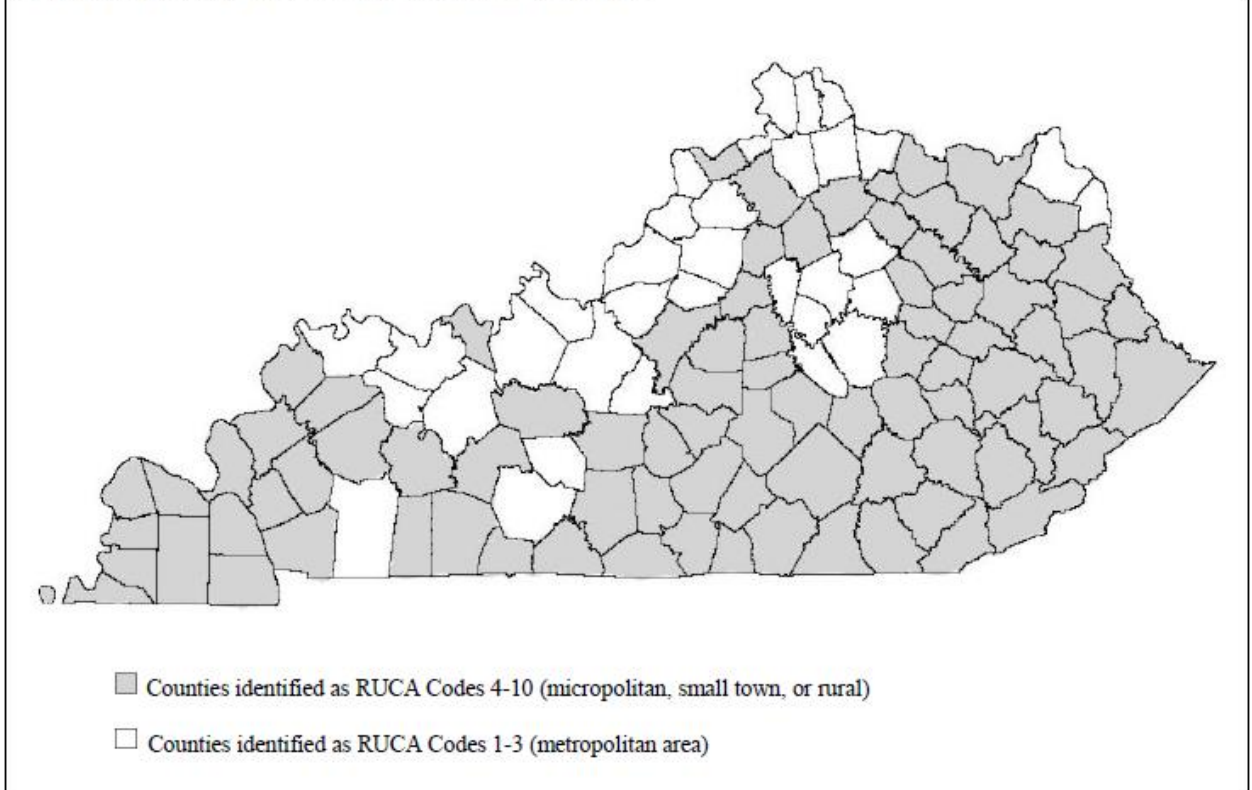 Counties identified as RUCA Codes 4-10 (micropolitan, small town, or rural)
Counties identified as RUCA Codes 1-3 (metropolitan area)